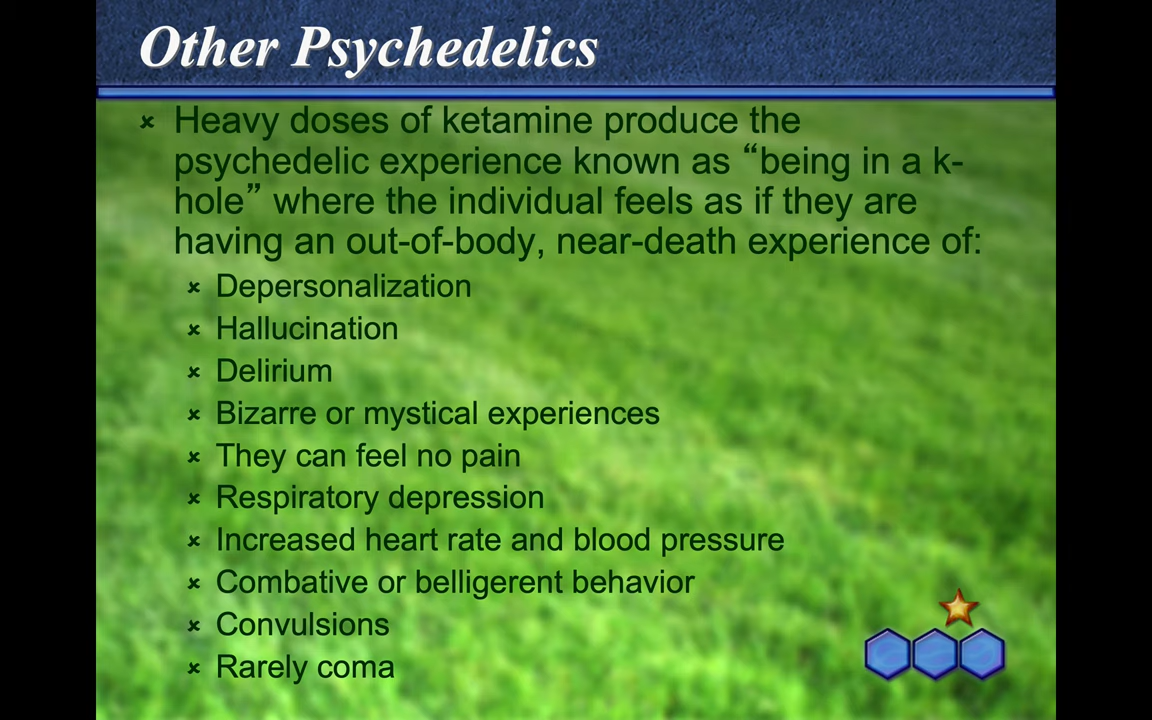 Other Psychedelics
Heavy doses of ketamine produce the
psychedelic experience known as “being in a k-
hole” where the individual feels as if they are
having an out-of-body, near-death experience of:
Depersonalization
Hallucination
Delirium
Bizarre or mystical experiences
They can feel no pain
Respiratory depression
Increased heart rate and blood pressure
Combative or belligerent behavior
Convulsions
Rarely coma